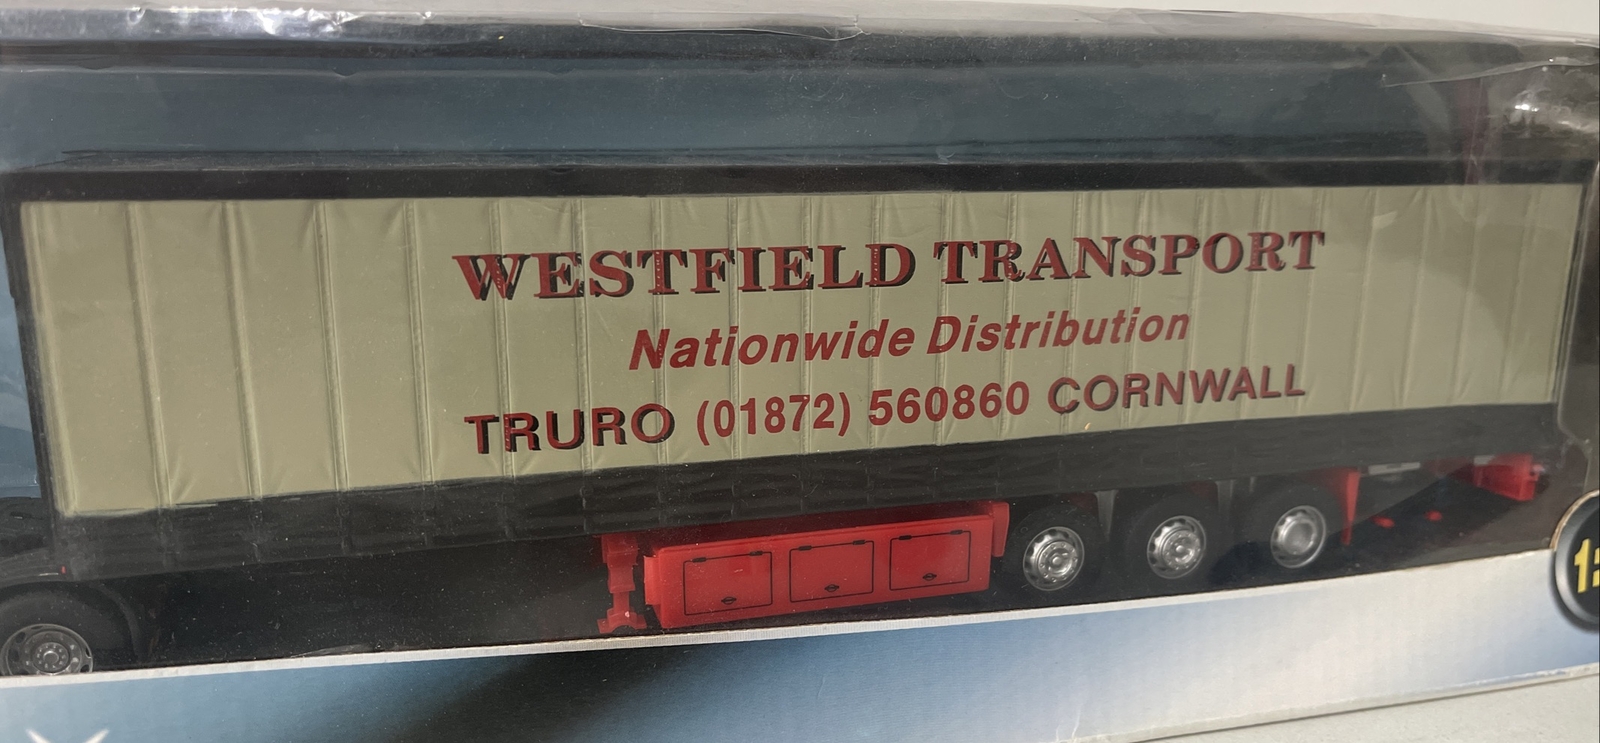 WESTFIELD TRANSPORT
Nationwide Distribution
TRURO (01872) 560860 CORNWALL